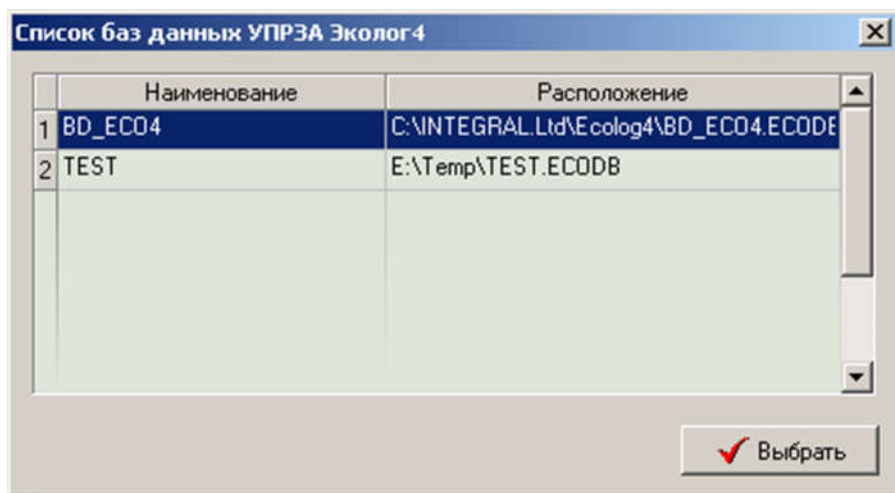 Список баз данных УПРЗА Эколог4
Наименование Расположение
1 BD_ECO4 C:\INTEGRAL.Ltd\Ecolog4\BD_ECO4.ECODE
2 TEST E:\Temp\TEST.ECODB
Выбрать